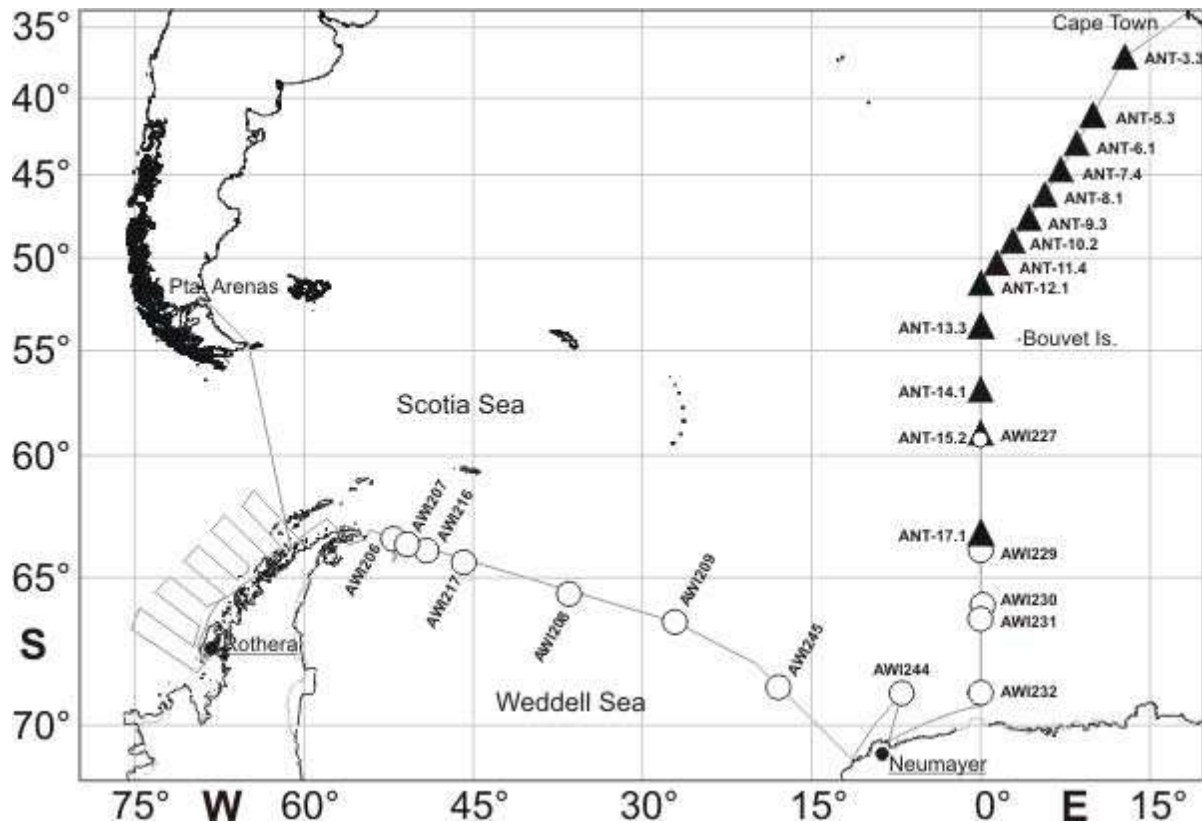 35°
Cape Town
ANT-3.3
40°
ANT-5.3
ANT-6.1
45°
ANT-7.4
ANT-8.1
ANT-9.3
50°
ANT-10.2
ANT-11.4
Pta. Arenas
ANT-12.1
ANT-13.3
-Bouvet Is.
55°
ANT-14.1
Scotia Sea
60°
ANT-15.2
AWI227
AWI207
AWI216
ANT-17.1
AWI229
AWI206
65°
AWI217
AWI208
AWI209
AWI230
AWI231
S
Rothera
AWI245
AWI244
AWI232
Weddell Sea
70°
Neumayer
75° W 60° 45° 30° 15° 0° E 15°